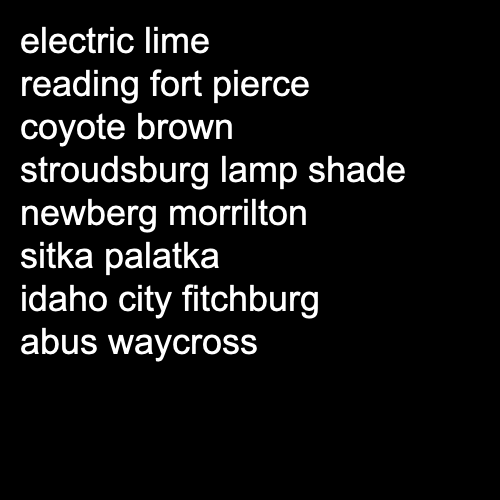 electric lime
reading fort pierce
coyote brown
stroudsburg lamp shade
newberg morrilton
sitka palatka
idaho city fitchburg
abus waycross